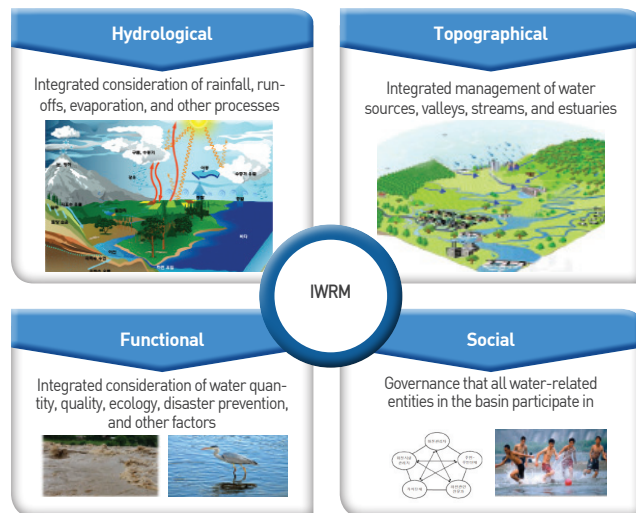 Hydrological
Integrated consideration of rainfall, run-
offs, evaporation, and other processes
Topographical
Integrated management of water
sources, valleys, streams, and estuaries
IWRM
Functional
Integrated consideration of water quan-
tity, quality, ecology, disaster prevention,
and other factors
Social
Governance that all water-related
entities in the basin participate in